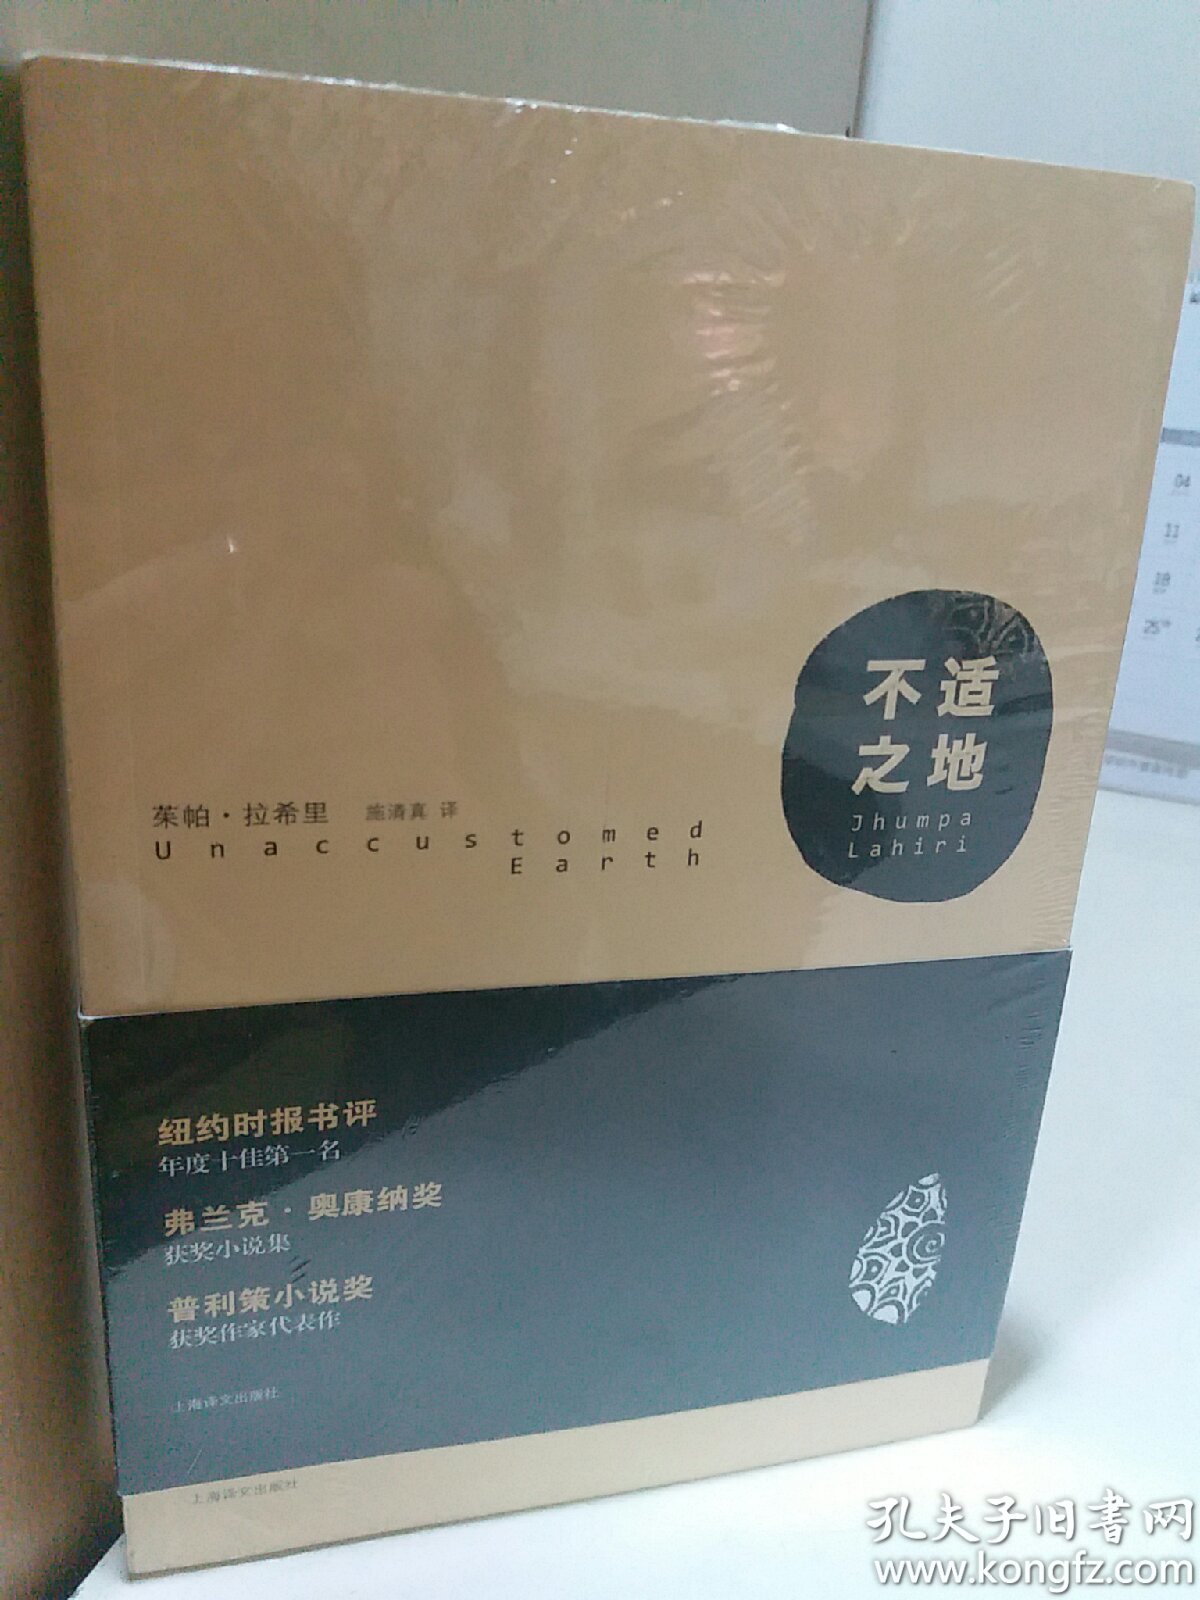 不适
之地
Jhumpa
Lahiri
茱帕·拉希里 施清真 译
Unaccustomed
Earth
纽约时报书评
年度十佳第一名
弗兰克·奥康纳奖
获奖小说集
普利策小说奖
获奖作家代表作
上海译文出版社
上海译文出版社
04
11
18
25
孔夫子旧书网
www.kongfz.com